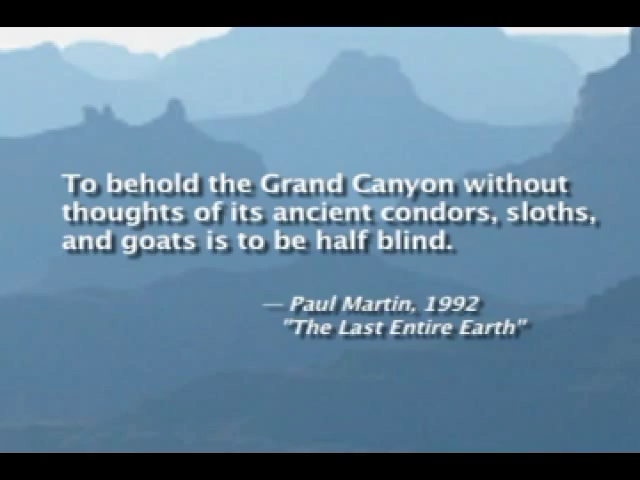 To behold the Grand Canyon without
thoughts of its ancient condors, sloths,
and goats is to be half blind.
— Paul Martin, 1992
"The Last Entire Earth"